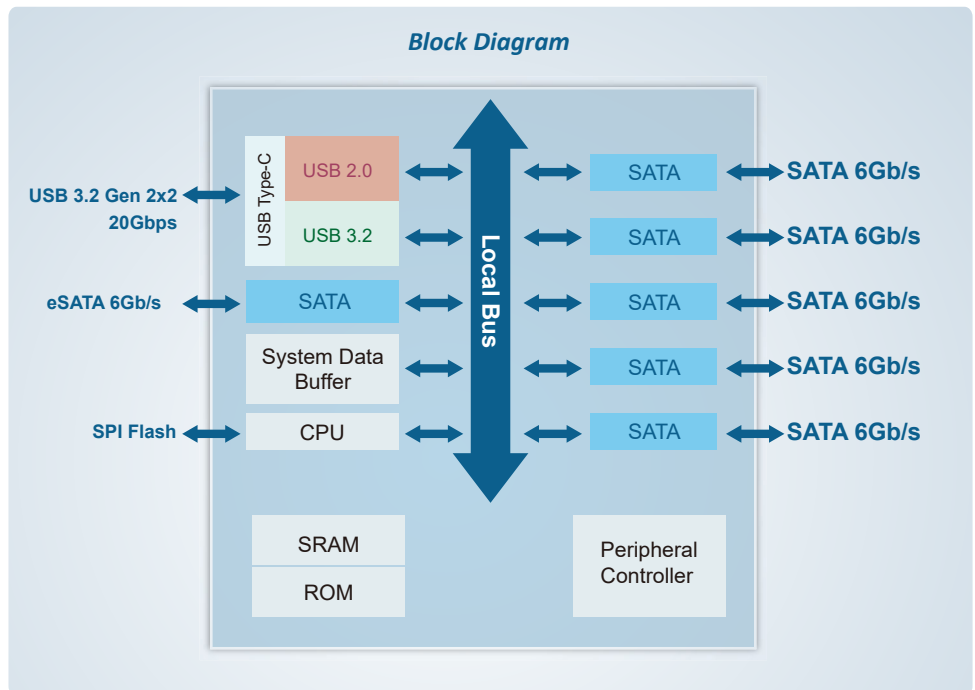 Block Diagram
USB Type-C
USB 2.0
USB 3.2
USB 3.2 Gen 2x2
20Gbps
eSATA 6Gb/s
SATA
System Data
Buffer
SPI Flash
CPU
SRAM
ROM
Local Bus
SATA
SATA 6Gb/s
SATA
SATA 6Gb/s
SATA
SATA 6Gb/s
SATA
SATA 6Gb/s
SATA
SATA 6Gb/s
Peripheral
Controller